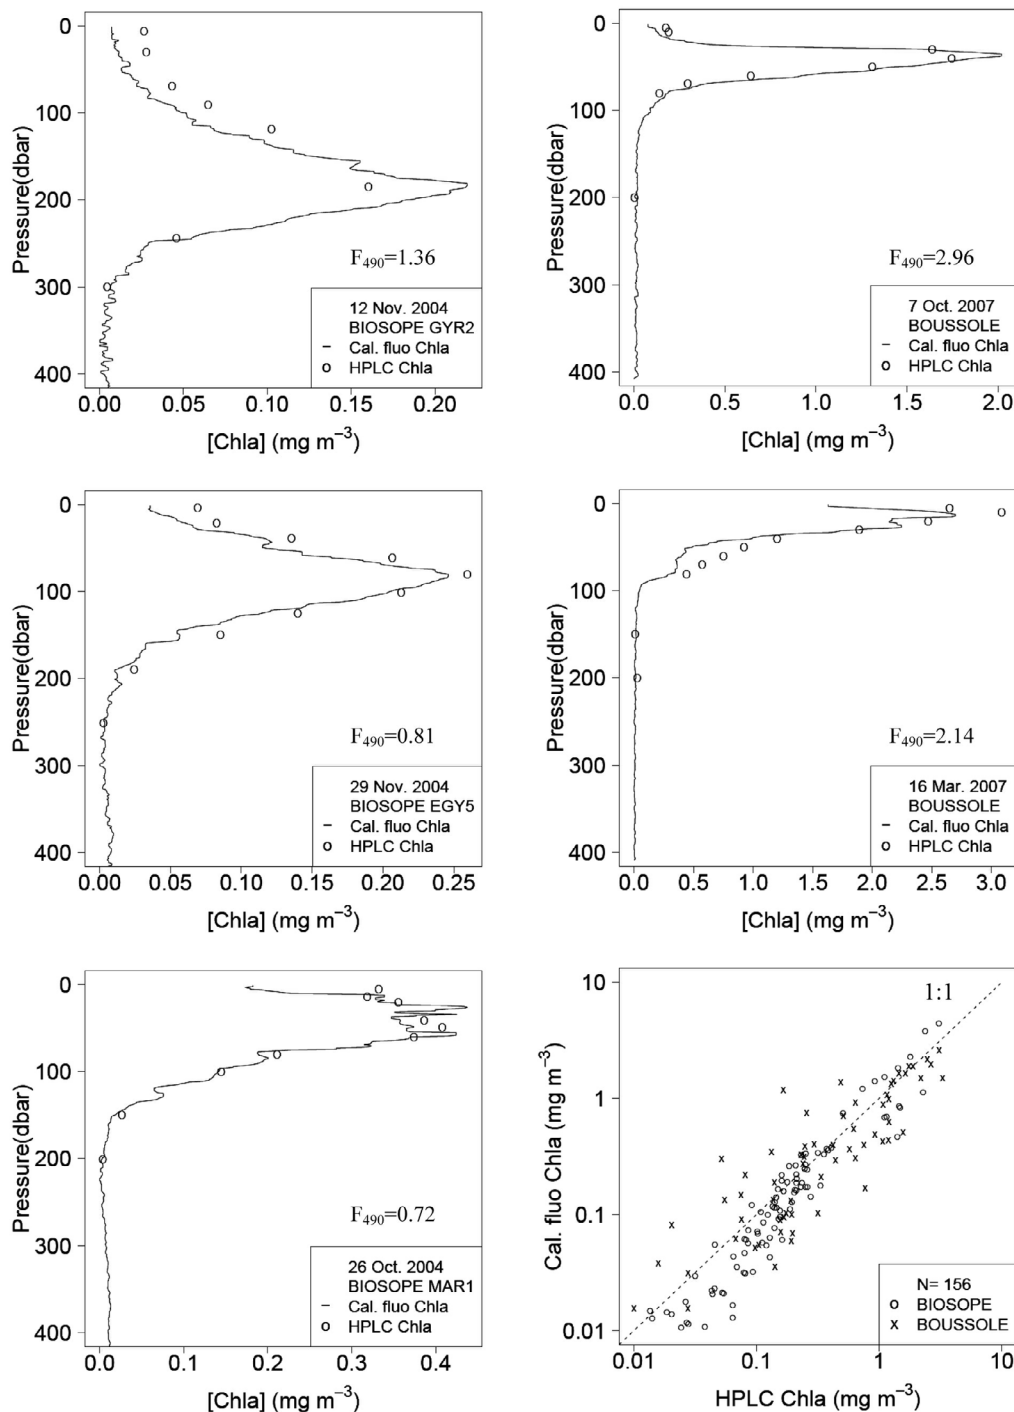 0
100
200
300
400
Pressure(dbar)
F490=1.36
12 Nov. 2004
BIOSOPE GYR2
– Cal. fluo Chla
o HPLC Chla
0.00 0.05 0.10 0.15 0.20
[Chla] (mg m⁻³)
0
100
200
300
400
Pressure(dbar)
F490=2.96
7 Oct. 2007
BOUSSOLE
– Cal. fluo Chla
o HPLC Chla
0.0 0.5 1.0 1.5 2.0
[Chla] (mg m⁻³)
0
100
200
300
400
Pressure(dbar)
F490=0.81
29 Nov. 2004
BIOSOPE EGY5
– Cal. fluo Chla
o HPLC Chla
0.00 0.05 0.10 0.15 0.20 0.25
[Chla] (mg m⁻³)
0
100
200
300
400
Pressure(dbar)
F490=2.14
16 Mar. 2007
BOUSSOLE
– Cal. fluo Chla
o HPLC Chla
0.0 0.5 1.0 1.5 2.0 2.5 3.0
[Chla] (mg m⁻³)
0
100
200
300
400
Pressure(dbar)
F490=0.72
26 Oct. 2004
BIOSOPE MAR1
– Cal. fluo Chla
o HPLC Chla
0.0 0.1 0.2 0.3 0.4
[Chla] (mg m⁻³)
10
1
0.1
0.01
Cal. fluo Chla (mg m⁻³)
1:1
N= 156
o BIOSOPE
x BOUSSOLE
0.01 0.1 1 10
HPLC Chla (mg m⁻³)